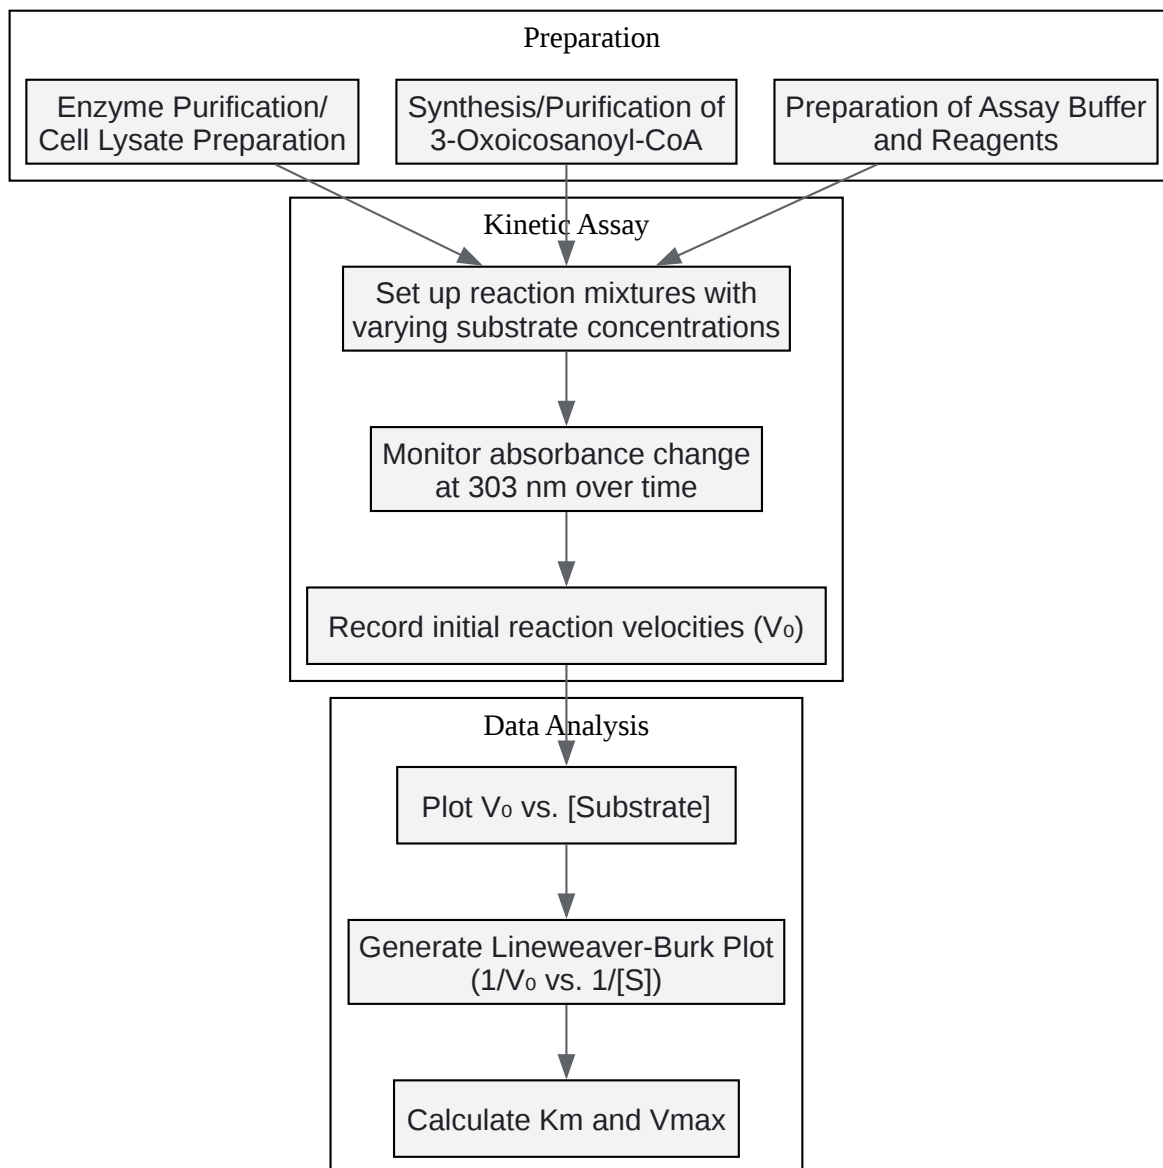 Preparation
Enzyme Purification/
Cell Lysate Preparation
Synthesis/Purification of
3-Oxoicosanoyl-CoA
Preparation of Assay Buffer
and Reagents
Kinetic Assay
Set up reaction mixtures with
varying substrate concentrations
Monitor absorbance change
at 303 nm over time
Record initial reaction velocities (V₀)
Data Analysis
Plot V₀ vs. [Substrate]
Generate Lineweaver-Burk Plot
(1/V₀ vs. 1/[S])
Calculate Km and Vmax